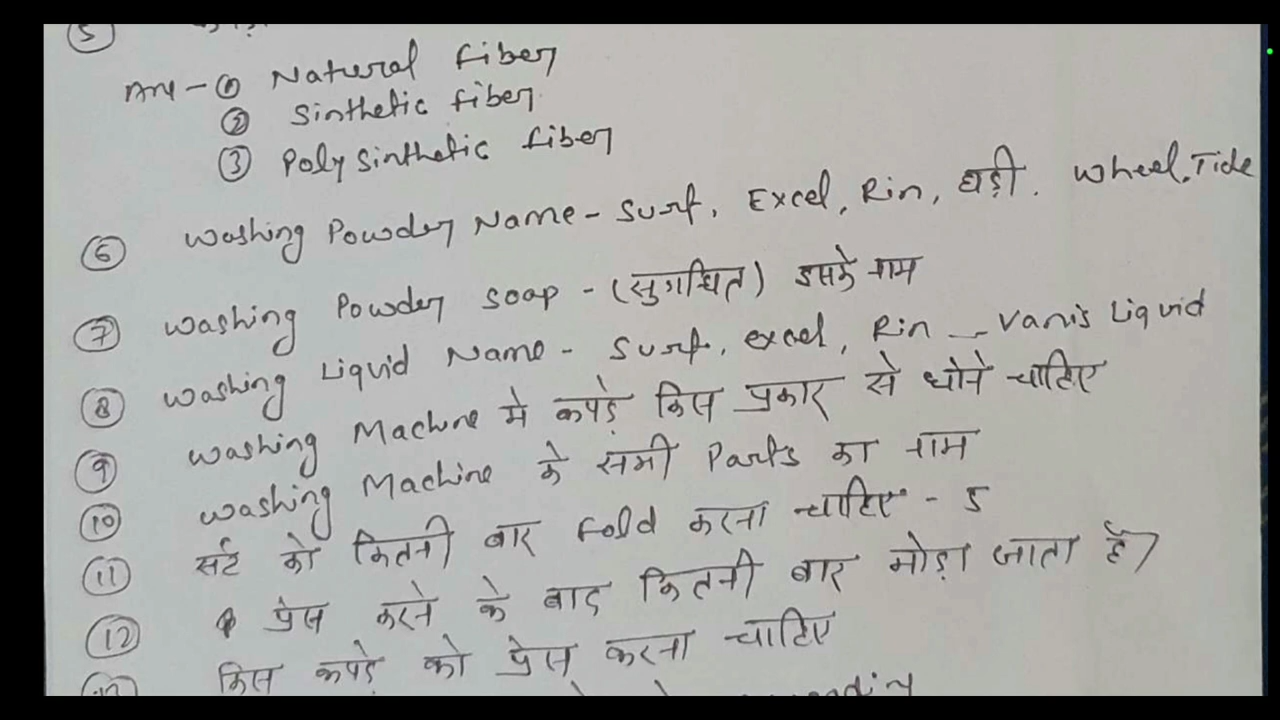 5
Ans - ① Natural fiber
② Sinthetic fiber
③ Poly Sinthetic fiber
⑥ Washing Powder Name - Surf, Excel, Rin, घड़ी. Wheel. Tide
⑦ Washing Powder Soap - (सुगन्धित) इसके नाम
⑧ Washing Liquid Name - Surf, excel, Rin - Vanis Liquid
⑨ Washing Machine मे कपड़े किस प्रकार से धोने चाहिए
⑩ Washing Machine के सभी Parts का नाम
⑪ सर्ट को कितनी बार Fold करना चाहिए - 5
⑫ प्रेस करने के बाद कितनी बार मोड़ा जाता है?
किस कपड़े को प्रेस करना चाहिए